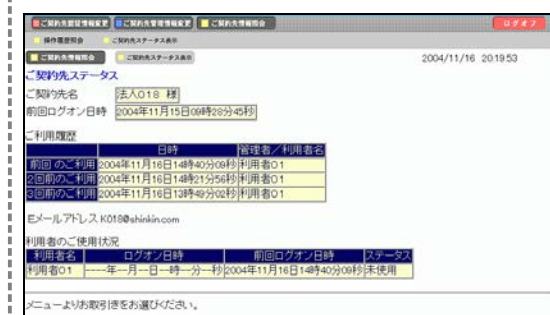 ご契約先登録情報変更 ご契約先管理情報変更 ご契約先情報照会 ログオフ
操作履歴照会 ご契約先ステータス表示
ご契約先情報照会 ご契約先ステータス表示 2004/11/16 20:19:53
ご契約先ステータス
ご契約先名 法人018 様
前回ログオン日時 2004年11月15日09時28分45秒
ご利用履歴
日時 管理者/利用者名
前回 のご利用 2004年11月16日14時40分09秒 利用者01
2回前のご利用 2004年11月16日14時21分56秒 利用者01
3回前のご利用 2004年11月16日13時49分02秒 利用者01
Eメールアドレス K018@shinkin.com
利用者のご使用状況
利用者名 ログオン日時 前回ログオン日時 ステータス
利用者01 ----年--月--日--時--分--秒 2004年11月16日14時40分09秒 未使用
メニューよりお取引きをお選びください。